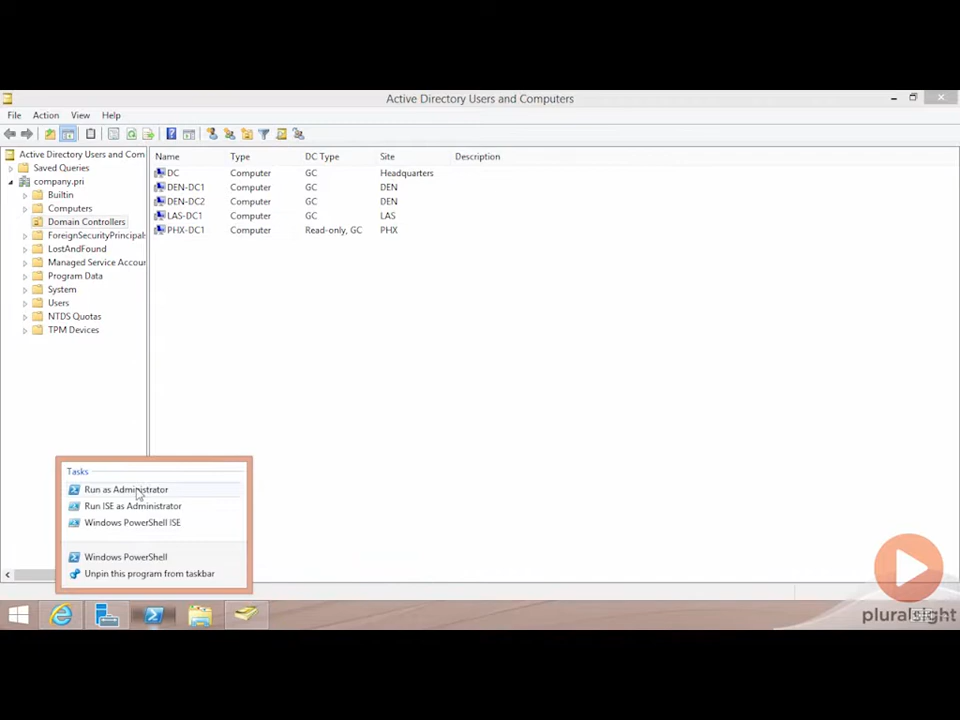 Active Directory Users and Computers
File Action View Help
Active Directory Users and Com
Saved Queries
company.pri
Builtin
Computers
Domain Controllers
ForeignSecurityPrincipals
LostAndFound
Managed Service Accour
Program Data
System
Users
NTDS Quotas
TPM Devices
Name Type DC Type Site Description
DC Computer GC Headquarters
DEN-DC1 Computer GC DEN
DEN-DC2 Computer GC DEN
LAS-DC1 Computer GC LAS
PHX-DC1 Computer Read-only, GC PHX
Tasks
Run as Administrator
Run ISE as Administrator
Windows PowerShell ISE
Windows PowerShell
Unpin this program from taskbar
pluralsight